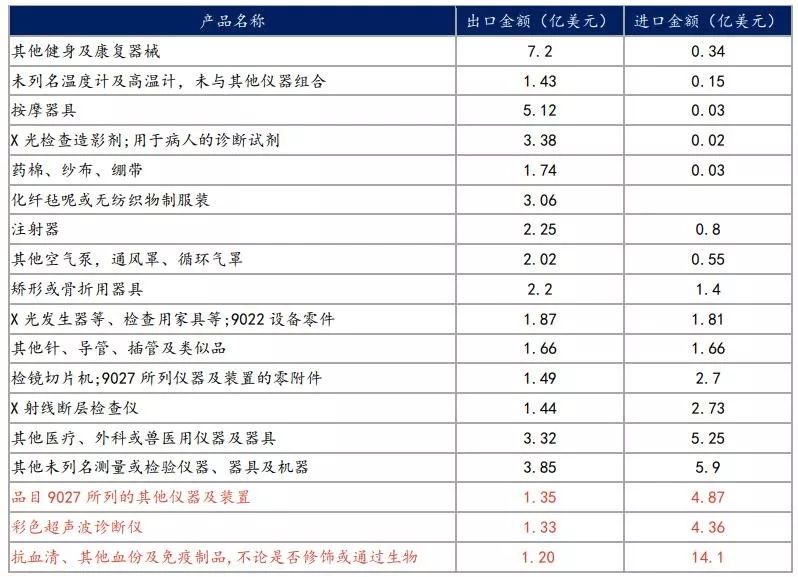 产品名称 出口金额（亿美元） 进口金额（亿美元）
其他健身及康复器械 7.2 0.34
未列名温度计及高温计，未与其他仪器组合 1.43 0.15
按摩器具 5.12 0.03
X光检查造影剂;用于病人的诊断试剂 3.38 0.02
药棉、纱布、绷带 1.74 0.03
化纤毡呢或无纺织物制服装 3.06
注射器 2.25 0.8
其他空气泵，通风罩、循环气罩 2.02 0.55
矫形或骨折用器具 2.2 1.4
X光发生器等、检查用家具等;9022设备零件 1.87 1.81
其他针、导管、插管及类似品 1.66 1.66
检镜切片机;9027所列仪器及装置的零附件 1.49 2.7
X射线断层检查仪 1.44 2.73
其他医疗、外科或兽医用仪器及器具 3.32 5.25
其他未列名测量或检验仪器、器具及机器 3.85 5.9
品目9027所列的其他仪器及装置 1.35 4.87
彩色超声波诊断仪 1.33 4.36
抗血清、其他血份及免疫制品,不论是否修饰或通过生物 1.20 14.1